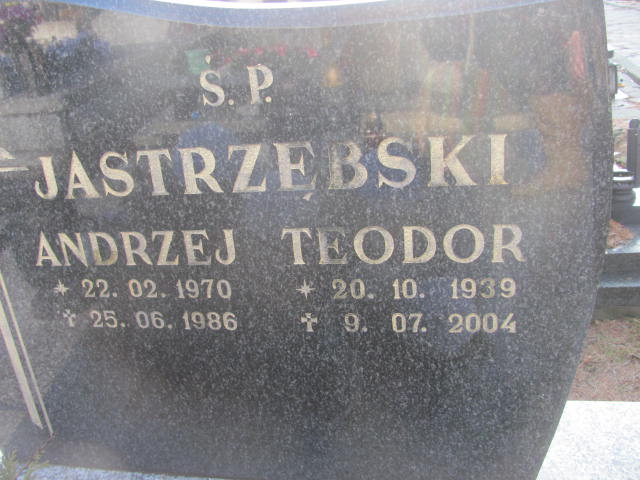 Ś.P.
JASTRZĘBSKI
ANDRZEJ TEODOR
* 22.02.1970 * 20.10.1939
✝ 25.06.1986 ✝ 9.07.2004